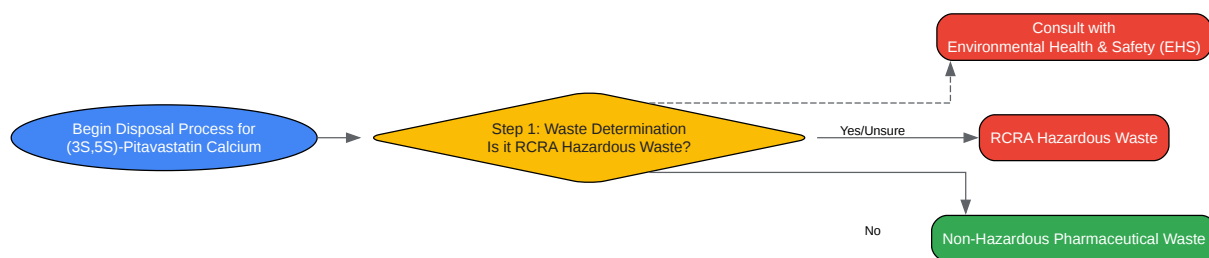 Consult with
Environmental Health & Safety (EHS)
Begin Disposal Process for
(3S,5S)-Pitavastatin Calcium
Step 1: Waste Determination
Is it RCRA Hazardous Waste?
Yes/Unsure
RCRA Hazardous Waste
No
Non-Hazardous Pharmaceutical Waste